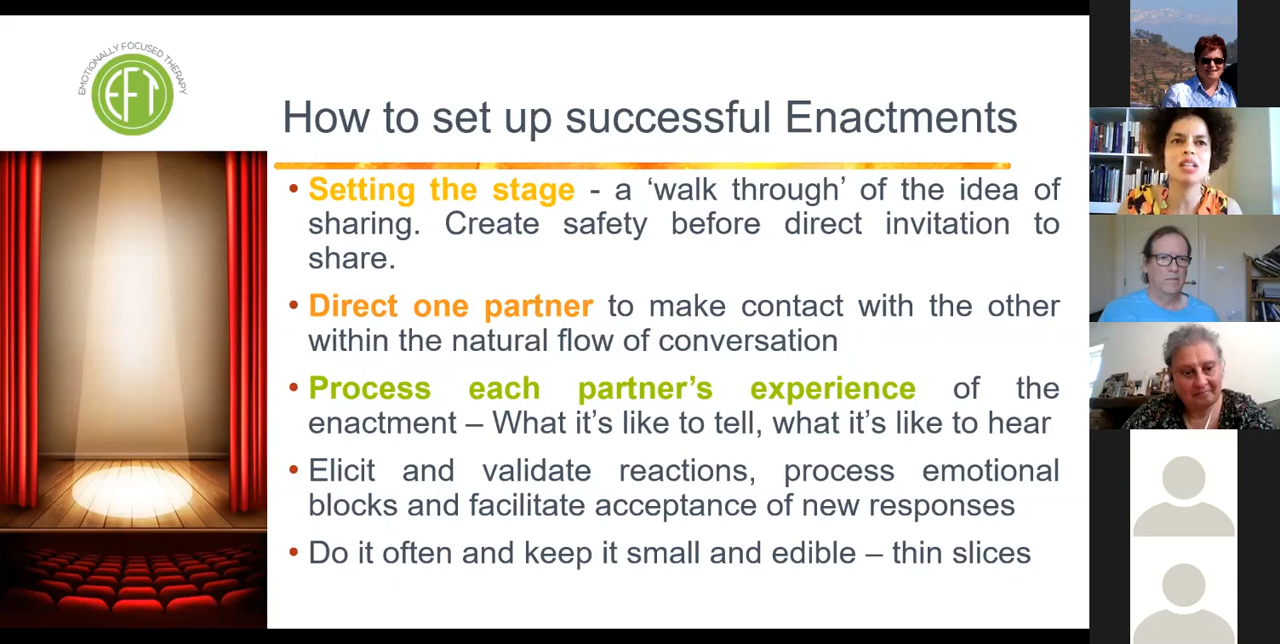 EMOTIONALLY FOCUSED THERAPY
EFT
How to set up successful Enactments
• Setting the stage - a ‘walk through’ of the idea of
sharing. Create safety before direct invitation to
share.
• Direct one partner to make contact with the other
within the natural flow of conversation
• Process each partner’s experience of the
enactment – What it’s like to tell, what it’s like to hear
• Elicit and validate reactions, process emotional
blocks and facilitate acceptance of new responses
• Do it often and keep it small and edible – thin slices